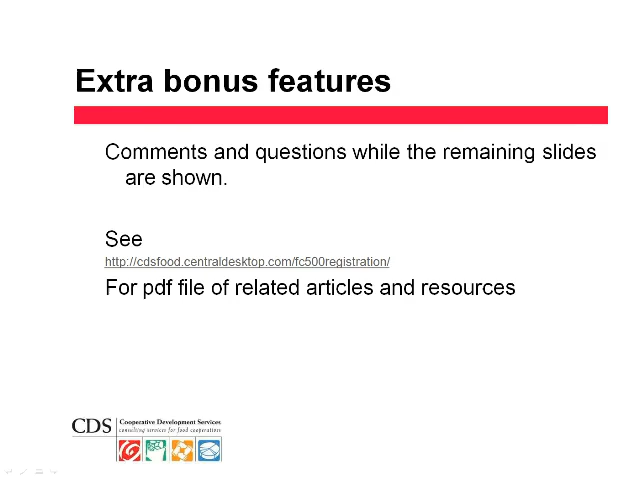 Extra bonus features
Comments and questions while the remaining slides
are shown.
See
http://cdsfood.centraldesktop.com/fc500registration/
For pdf file of related articles and resources
CDS
Cooperative Development Services
consulting services for food cooperatives